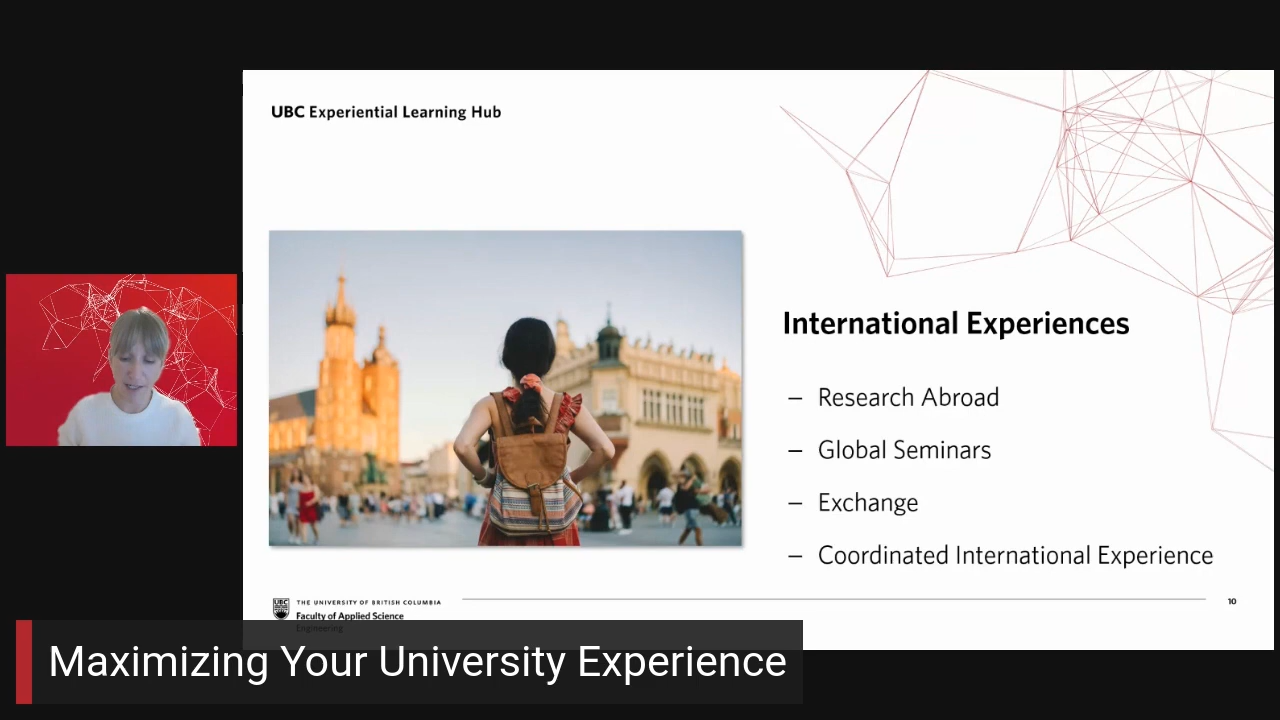 UBC Experiential Learning Hub
International Experiences
– Research Abroad
– Global Seminars
– Exchange
– Coordinated International Experience
UBC
THE UNIVERSITY OF BRITISH COLUMBIA
Faculty of Applied Science
Engineering
10
Maximizing Your University Experience